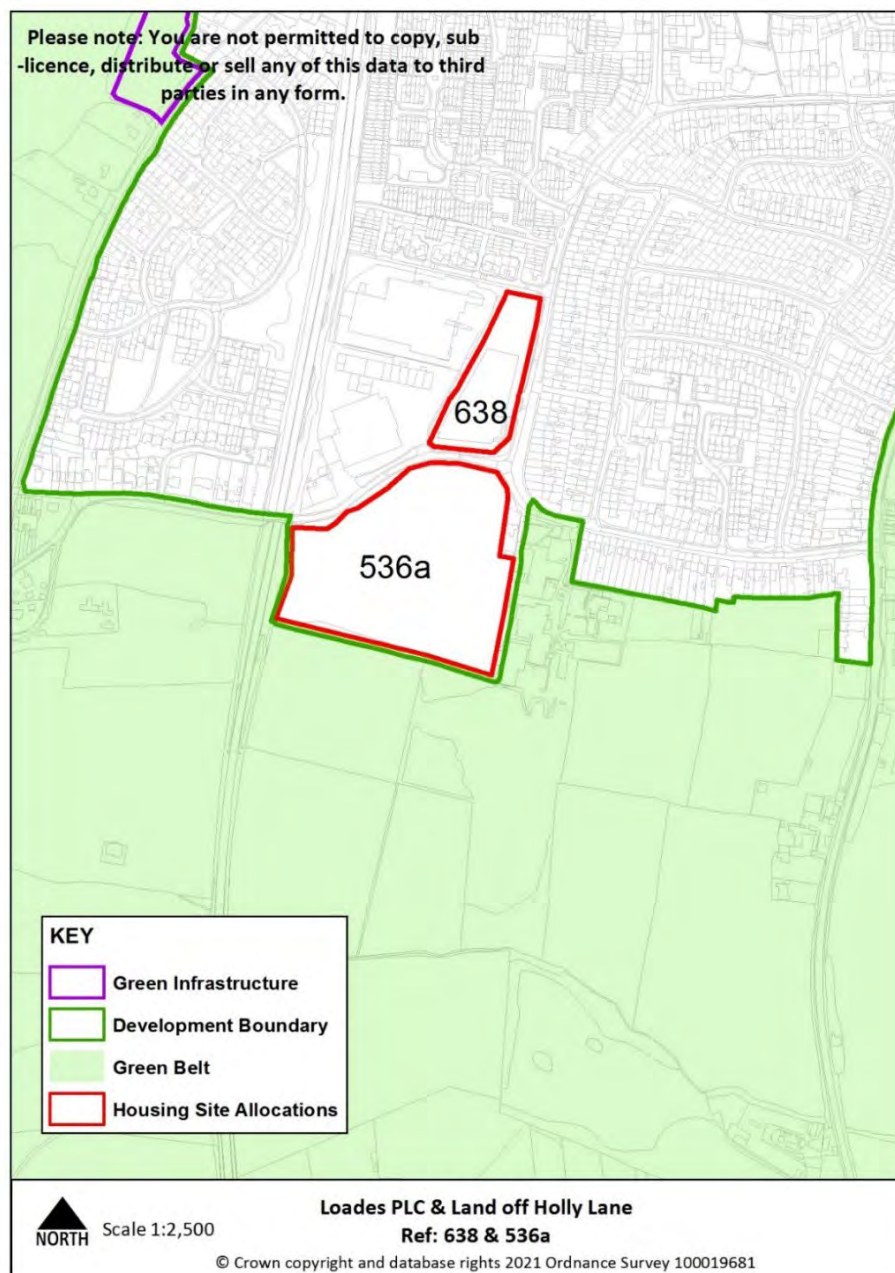 Please note: You are not permitted to copy, sub
-licence, distribute or sell any of this data to third
parties in any form.
638
536a
KEY
Green Infrastructure
Development Boundary
Green Belt
Housing Site Allocations
NORTH
Scale 1:2,500
Loades PLC & Land off Holly Lane
Ref: 638 & 536a
© Crown copyright and database rights 2021 Ordnance Survey 100019681